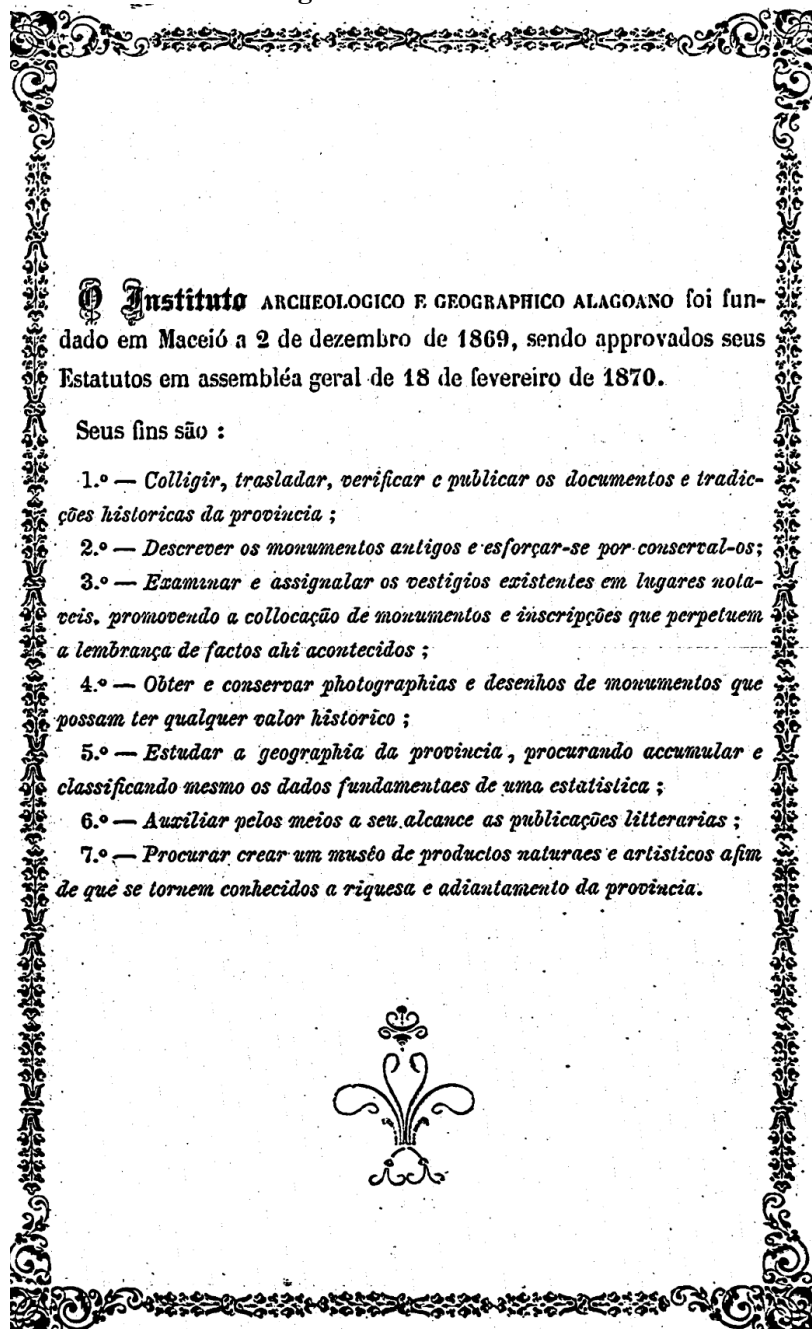 O Instituto ARCHEOLOGICO E GEOGRAPHICO ALAGOANO foi fun-
dado em Maceió a 2 de dezembro de 1869, sendo approvados seus
Estatutos em assembléa geral de 18 de fevereiro de 1870.
Seus fins são :
1.º — Colligir, trasladar, verificar e publicar os documentos e tradic-
ções historicas da provincia ;
2.º — Descrever os monumentos antigos e esforçar-se por conserval-os;
3.º — Examinar e assignalar os vestigios existentes em lugares nota-
veis, promovendo a collocação de monumentos e inscripções que perpetuem
a lembrança de factos ahi acontecidos ;
4.º — Obter e conservar photographias e desenhos de monumentos que
possam ter qualquer valor historico ;
5.º — Estudar a geographia da provincia, procurando accumular e
classificando mesmo os dados fundamentaes de uma estatistica ;
6.º — Auxiliar pelos meios a seu alcance as publicações litterarias ;
7.º — Procurar crear um muséo de productos naturaes e artisticos afim
de que se tornem conhecidos a riquesa e adiantamento da provincia.